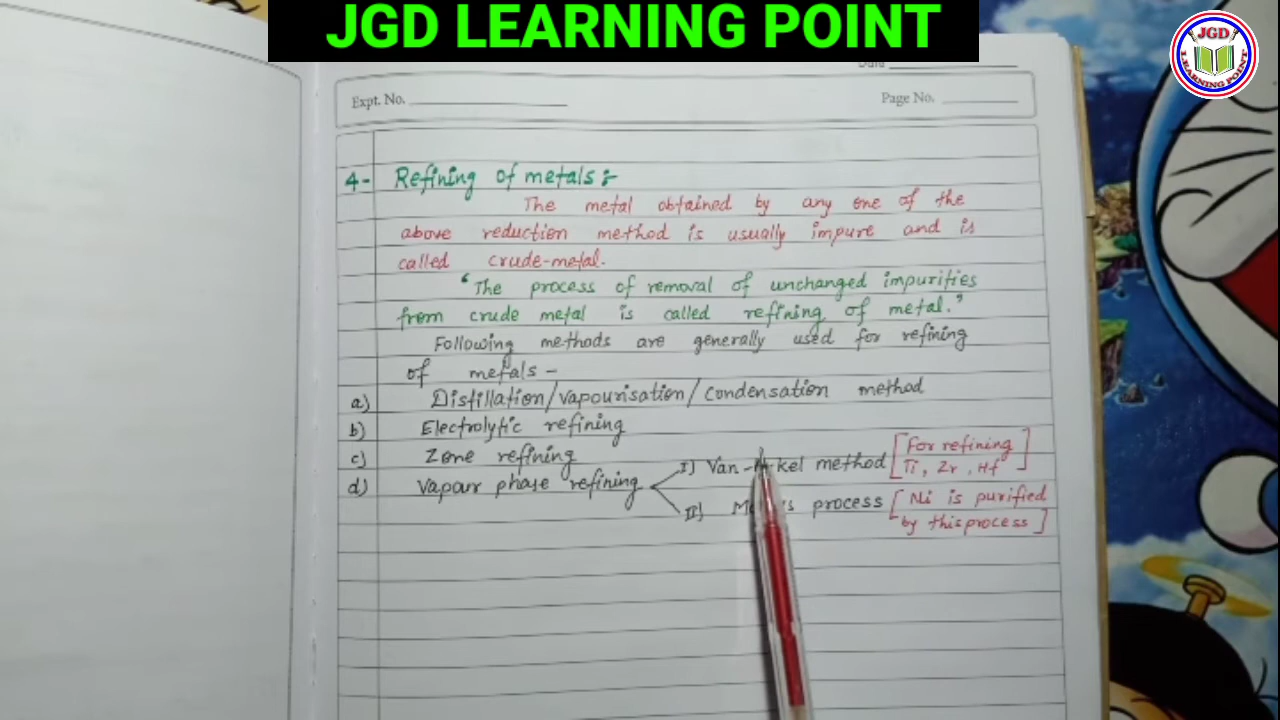 JGD LEARNING POINT
JGD
LEARNING POINT
Expt. No.
Page No.
4- Refining of metals :-
The metal obtained by any one of the
above reduction method is usually impure and is
called crude-metal.
"The process of removal of unchanged impurities
from crude metal is called refining of metal."
Following methods are generally used for refining
of metals -
a) Distillation/vapourisation/condensation method
b) Electrolytic refining
c) Zone refining
d) Vapour phase refining
I) Van- kel method [For refining
Ti, Zr, Hf]
II) process [Ni is purified
by this process]